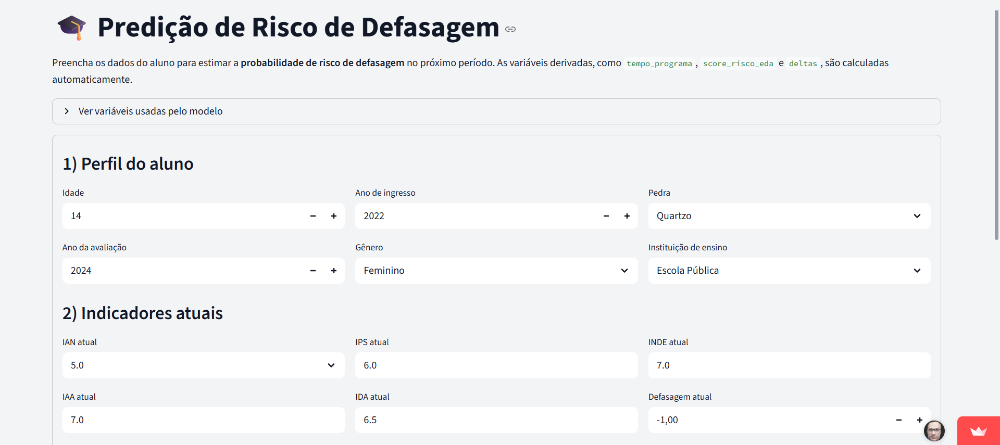 Predição de Risco de Defasagem
Preencha os dados do aluno para estimar a probabilidade de risco de defasagem no próximo período. As variáveis derivadas, como tempo_programa, score_risco_eda e deltas, são calculadas
automaticamente.
Ver variáveis usadas pelo modelo
1) Perfil do aluno
Idade Ano de ingresso Pedra
14 − + 2022 − + Quartzo
Ano da avaliação Gênero Instituição de ensino
2024 − + Feminino Escola Pública
2) Indicadores atuais
IAN atual IPS atual INDE atual
5.0 6.0 7.0
IAA atual IDA atual Defasagem atual
7.0 6.5 -1,00 − +